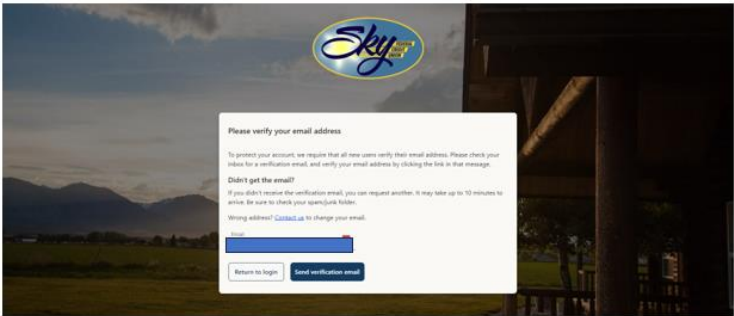 Sky
FEDERAL
CREDIT
UNION
Please verify your email address
To protect your account, we require that all new users verify their email address. Please check your
inbox for a verification email, and verify your email address by clicking the link in that message.
Didn't get the email?
If you didn't receive the verification email, you can request another. It may take up to 10 minutes to
arrive. Be sure to check your spam/junk folder.
Wrong address? Contact us to change your email.
Email
Return to login
Send verification email